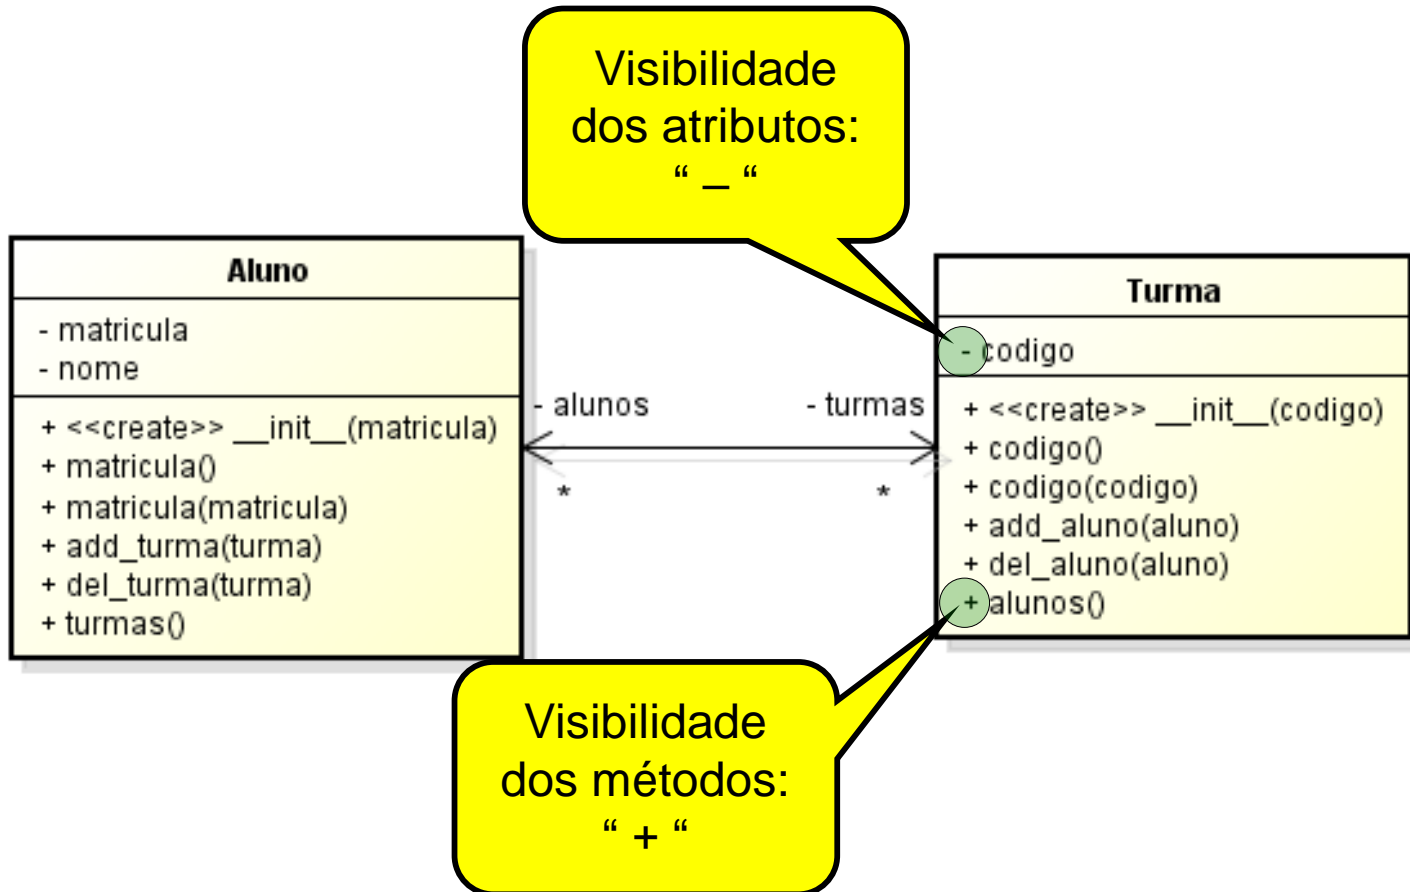 Visibilidade
dos atributos:
“ – “
Aluno
- matricula
- nome
+ <<create>> __init__(matricula)
+ matricula()
+ matricula(matricula)
+ add_turma(turma)
+ del_turma(turma)
+ turmas()
- alunos
- turmas
*
*
Turma
- codigo
+ <<create>> __init__(codigo)
+ codigo()
+ codigo(codigo)
+ add_aluno(aluno)
+ del_aluno(aluno)
+ alunos()
Visibilidade
dos métodos:
“ + “